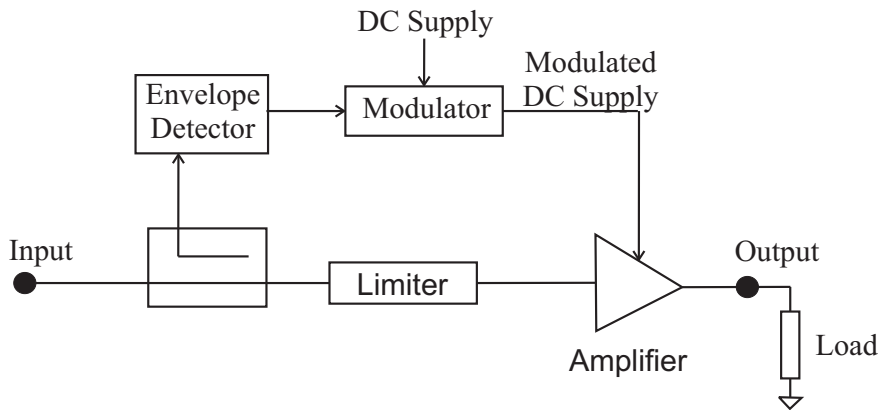 DC Supply
Envelope
Detector
Modulator
Modulated
DC Supply
Input
Limiter
Amplifier
Output
Load